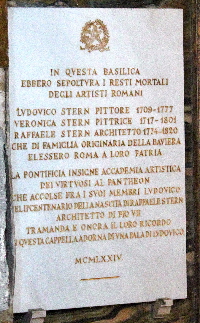 IN QVESTA BASILICA
EBBERO SEPOLTVRA I RESTI MORTALI
DEGLI ARTISTI ROMANI
LVDOVICO STERN PITTORE 1709-1777
VERONICA STERN PITTRICE 1717-1801
RAFFAELE STERN ARCHITETTO 1774-1820
CHE DI FAMIGLIA ORIGINARIA DELLA BAVIERA
ELESSERO ROMA A LORO PATRIA
LA PONTIFICIA INSIGNE ACCADEMIA ARTISTICA
DEI VIRTVOSI AL PANTHEON
CHE ACCOLSE FRA I SVOI MEMBRI LVDOVICO
NEL II CENTENARIO DELLA NASCITA DI RAFFAELE STERN
ARCHITETTO DI PIO VII
TRAMANDA E ONORA IL LORO RICORDO
QVESTA CAPPELLA ADORNA DI VNA PALA DI LVDOVICO
MCMLXXIV